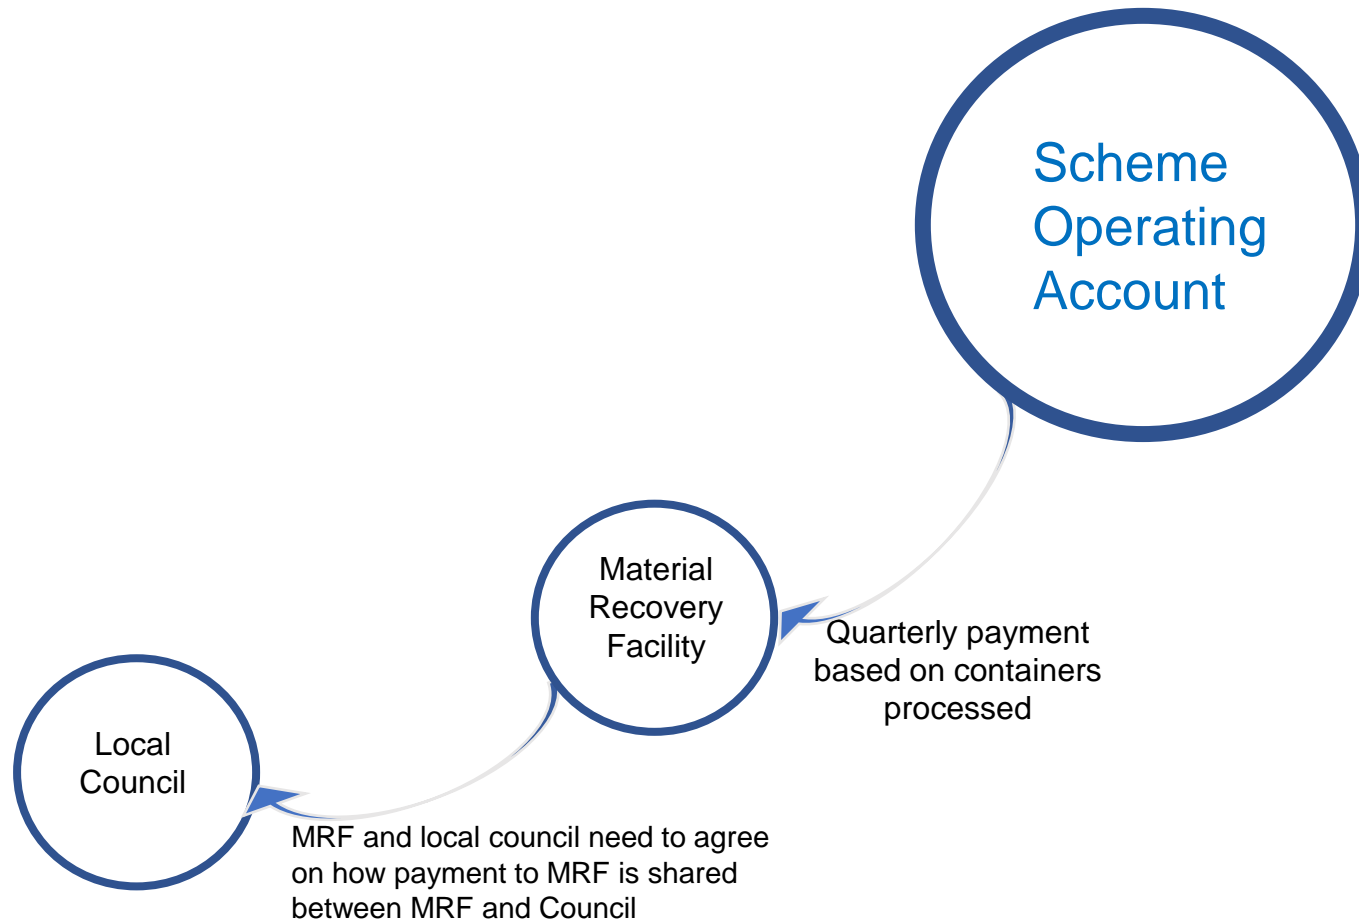 Scheme
Operating
Account
Material
Recovery
Facility
Quarterly payment
based on containers
processed
Local
Council
MRF and local council need to agree
on how payment to MRF is shared
between MRF and Council